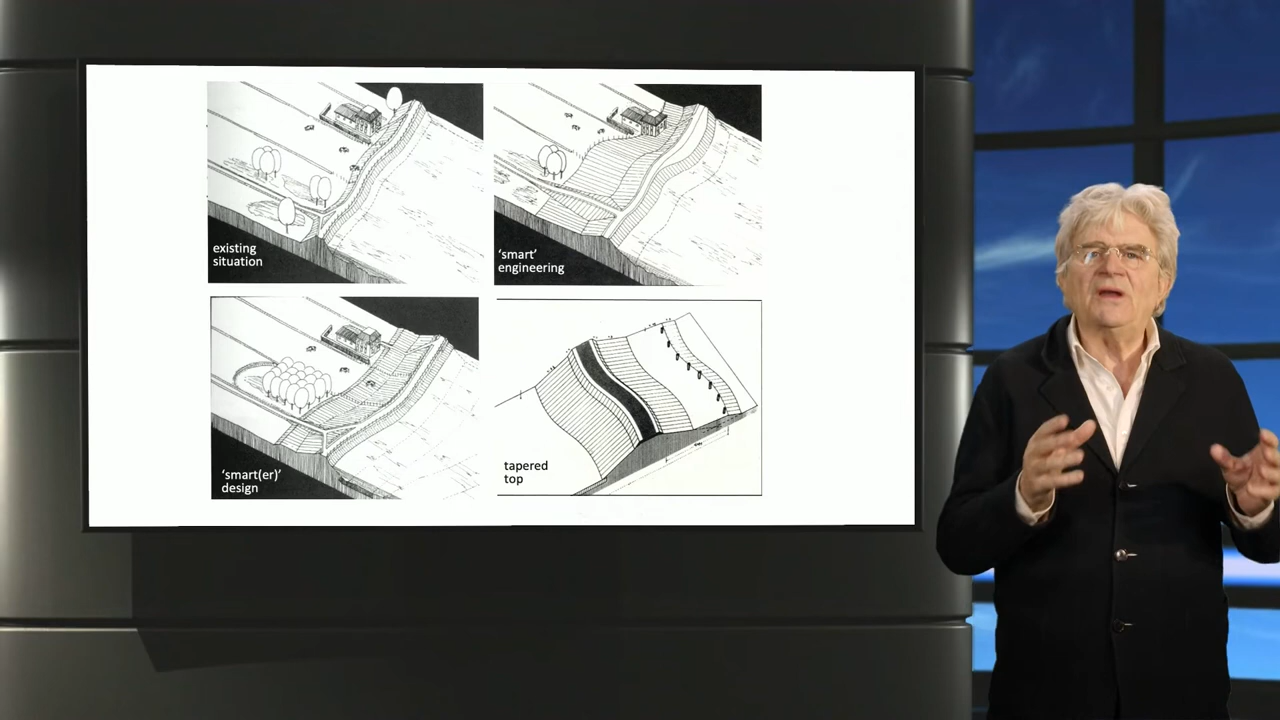 existing
situation
‘smart’
engineering
‘smart(er)’
design
tapered
top